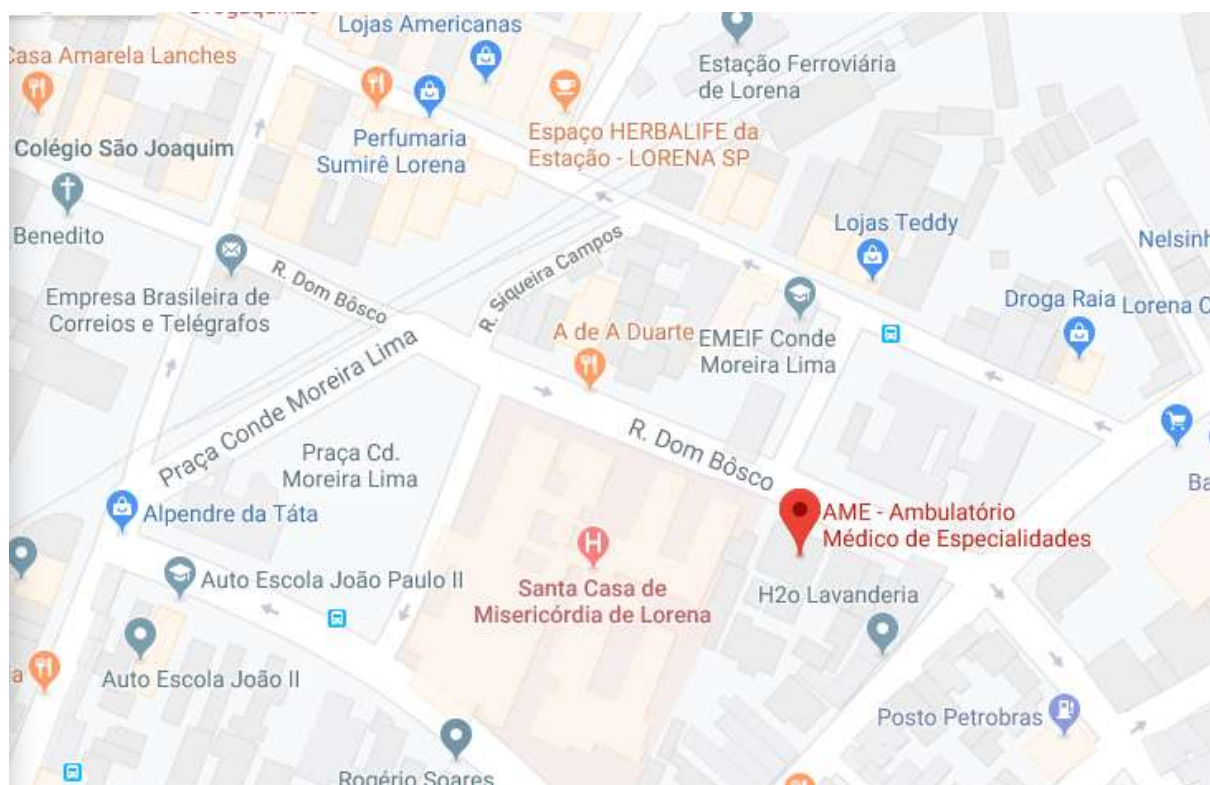 Lojas Americanas
Casa Amarela Lanches
Estação Ferroviária
de Lorena
Perfumaria
Sumirê Lorena
Espaço HERBALIFE da
Estação - LORENA SP
Colégio São Joaquim
Benedito
Lojas Teddy
Nelsinh
R. Dom Bôsco
R. Siqueira Campos
Empresa Brasileira de
Correios e Telégrafos
Droga Raia
Lorena C
A de A Duarte
EMEIF Conde
Moreira Lima
Praça Conde Moreira Lima
R. Dom Bôsco
Praça Cd.
Moreira Lima
Ba
Alpendre da Táta
AME - Ambulatório
Médico de Especialidades
H
Auto Escola João Paulo II
Santa Casa de
Misericórdia de Lorena
H2o Lavanderia
a
Auto Escola João II
Posto Petrobras
Rogério Soares